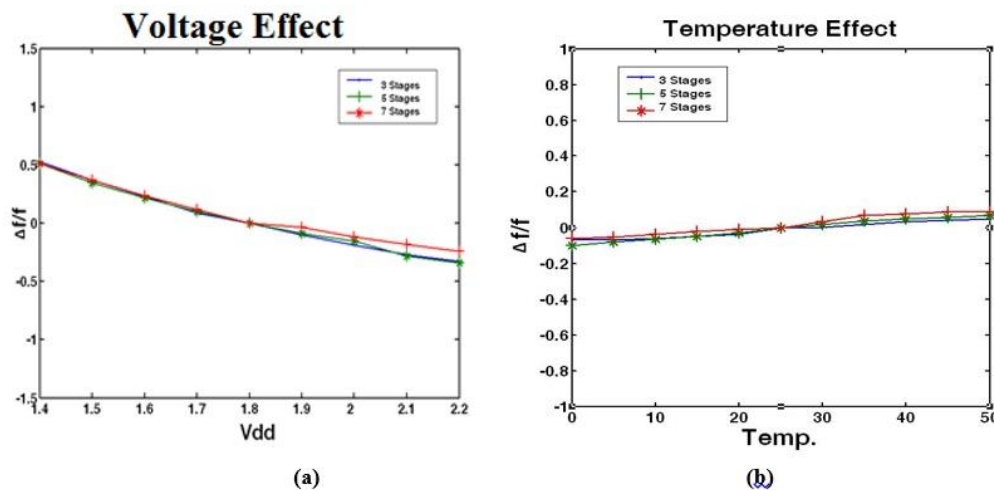 Voltage Effect
1.5
1
0.5
0
-0.5
-1
-1.5
Δf/f
3 Stages
5 Stages
7 Stages
1.4 1.5 1.6 1.7 1.8 1.9 2 2.1 2.2
Vdd
(a)
Temperature Effect
1
0.8
0.6
0.4
0.2
0
-0.2
-0.4
-0.6
-0.8
-1
Δf/f
3 Stages
5 Stages
7 Stages
0 10 20 30 40 50
Temp.
(b)